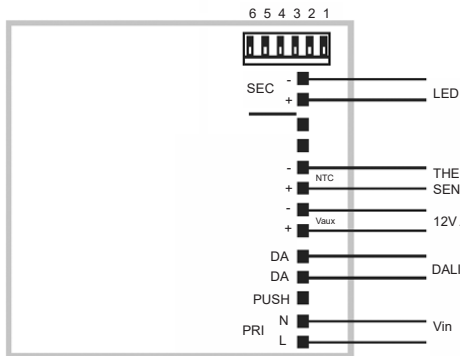 6 5 4 3 2 1
-
SEC
+
LED
-
NTC
+
THE
SEN
-
Vaux
+
12V
DA
DA
DALI
PUSH
PRI
N
L
Vin